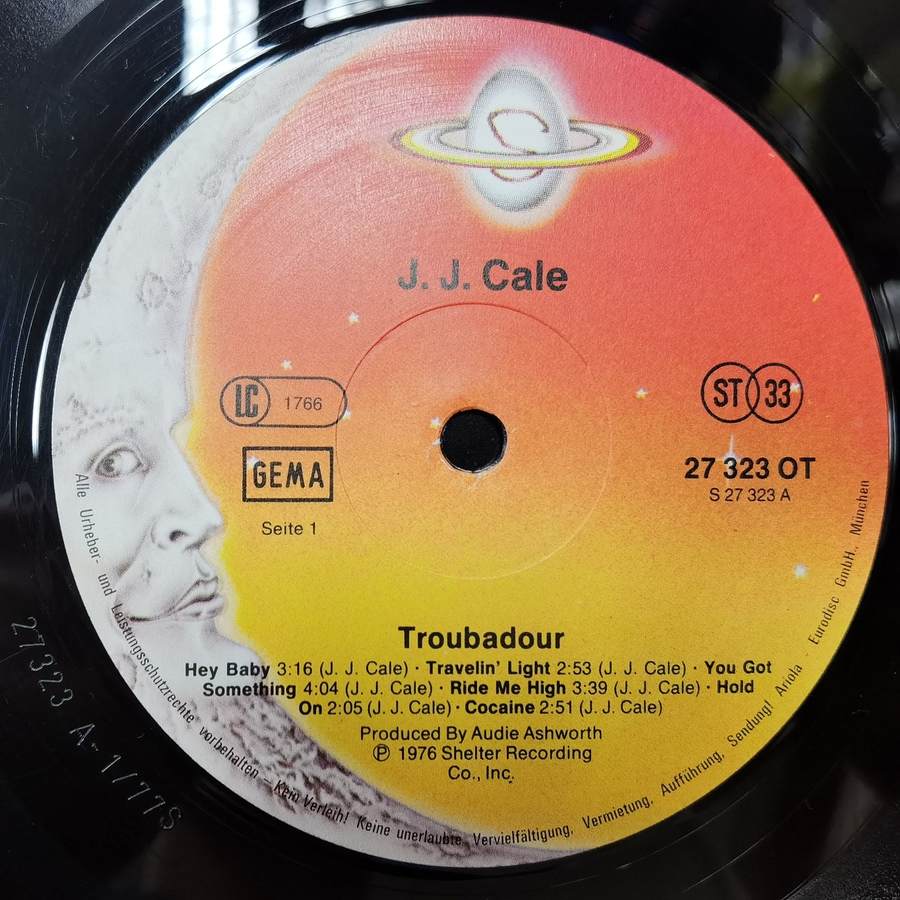 J. J. Cale
LC 1766
ST 33
GEMA
27 323 OT
S 27 323 A
Seite 1
Troubadour
Hey Baby 3:16 (J. J. Cale) · Travelin' Light 2:53 (J. J. Cale) · You Got
Something 4:04 (J. J. Cale) · Ride Me High 3:39 (J. J. Cale) · Hold
On 2:05 (J. J. Cale) · Cocaine 2:51 (J. J. Cale)
Produced By Audie Ashworth
℗ 1976 Shelter Recording
Co., Inc.
Alle Urheber- und Leistungsschutzrechte vorbehalten – Kein Verleih! Keine unerlaubte Vervielfältigung, Vermietung, Aufführung, Sendung! Ariola - Eurodisc GmbH., München
27323 A-1/77S